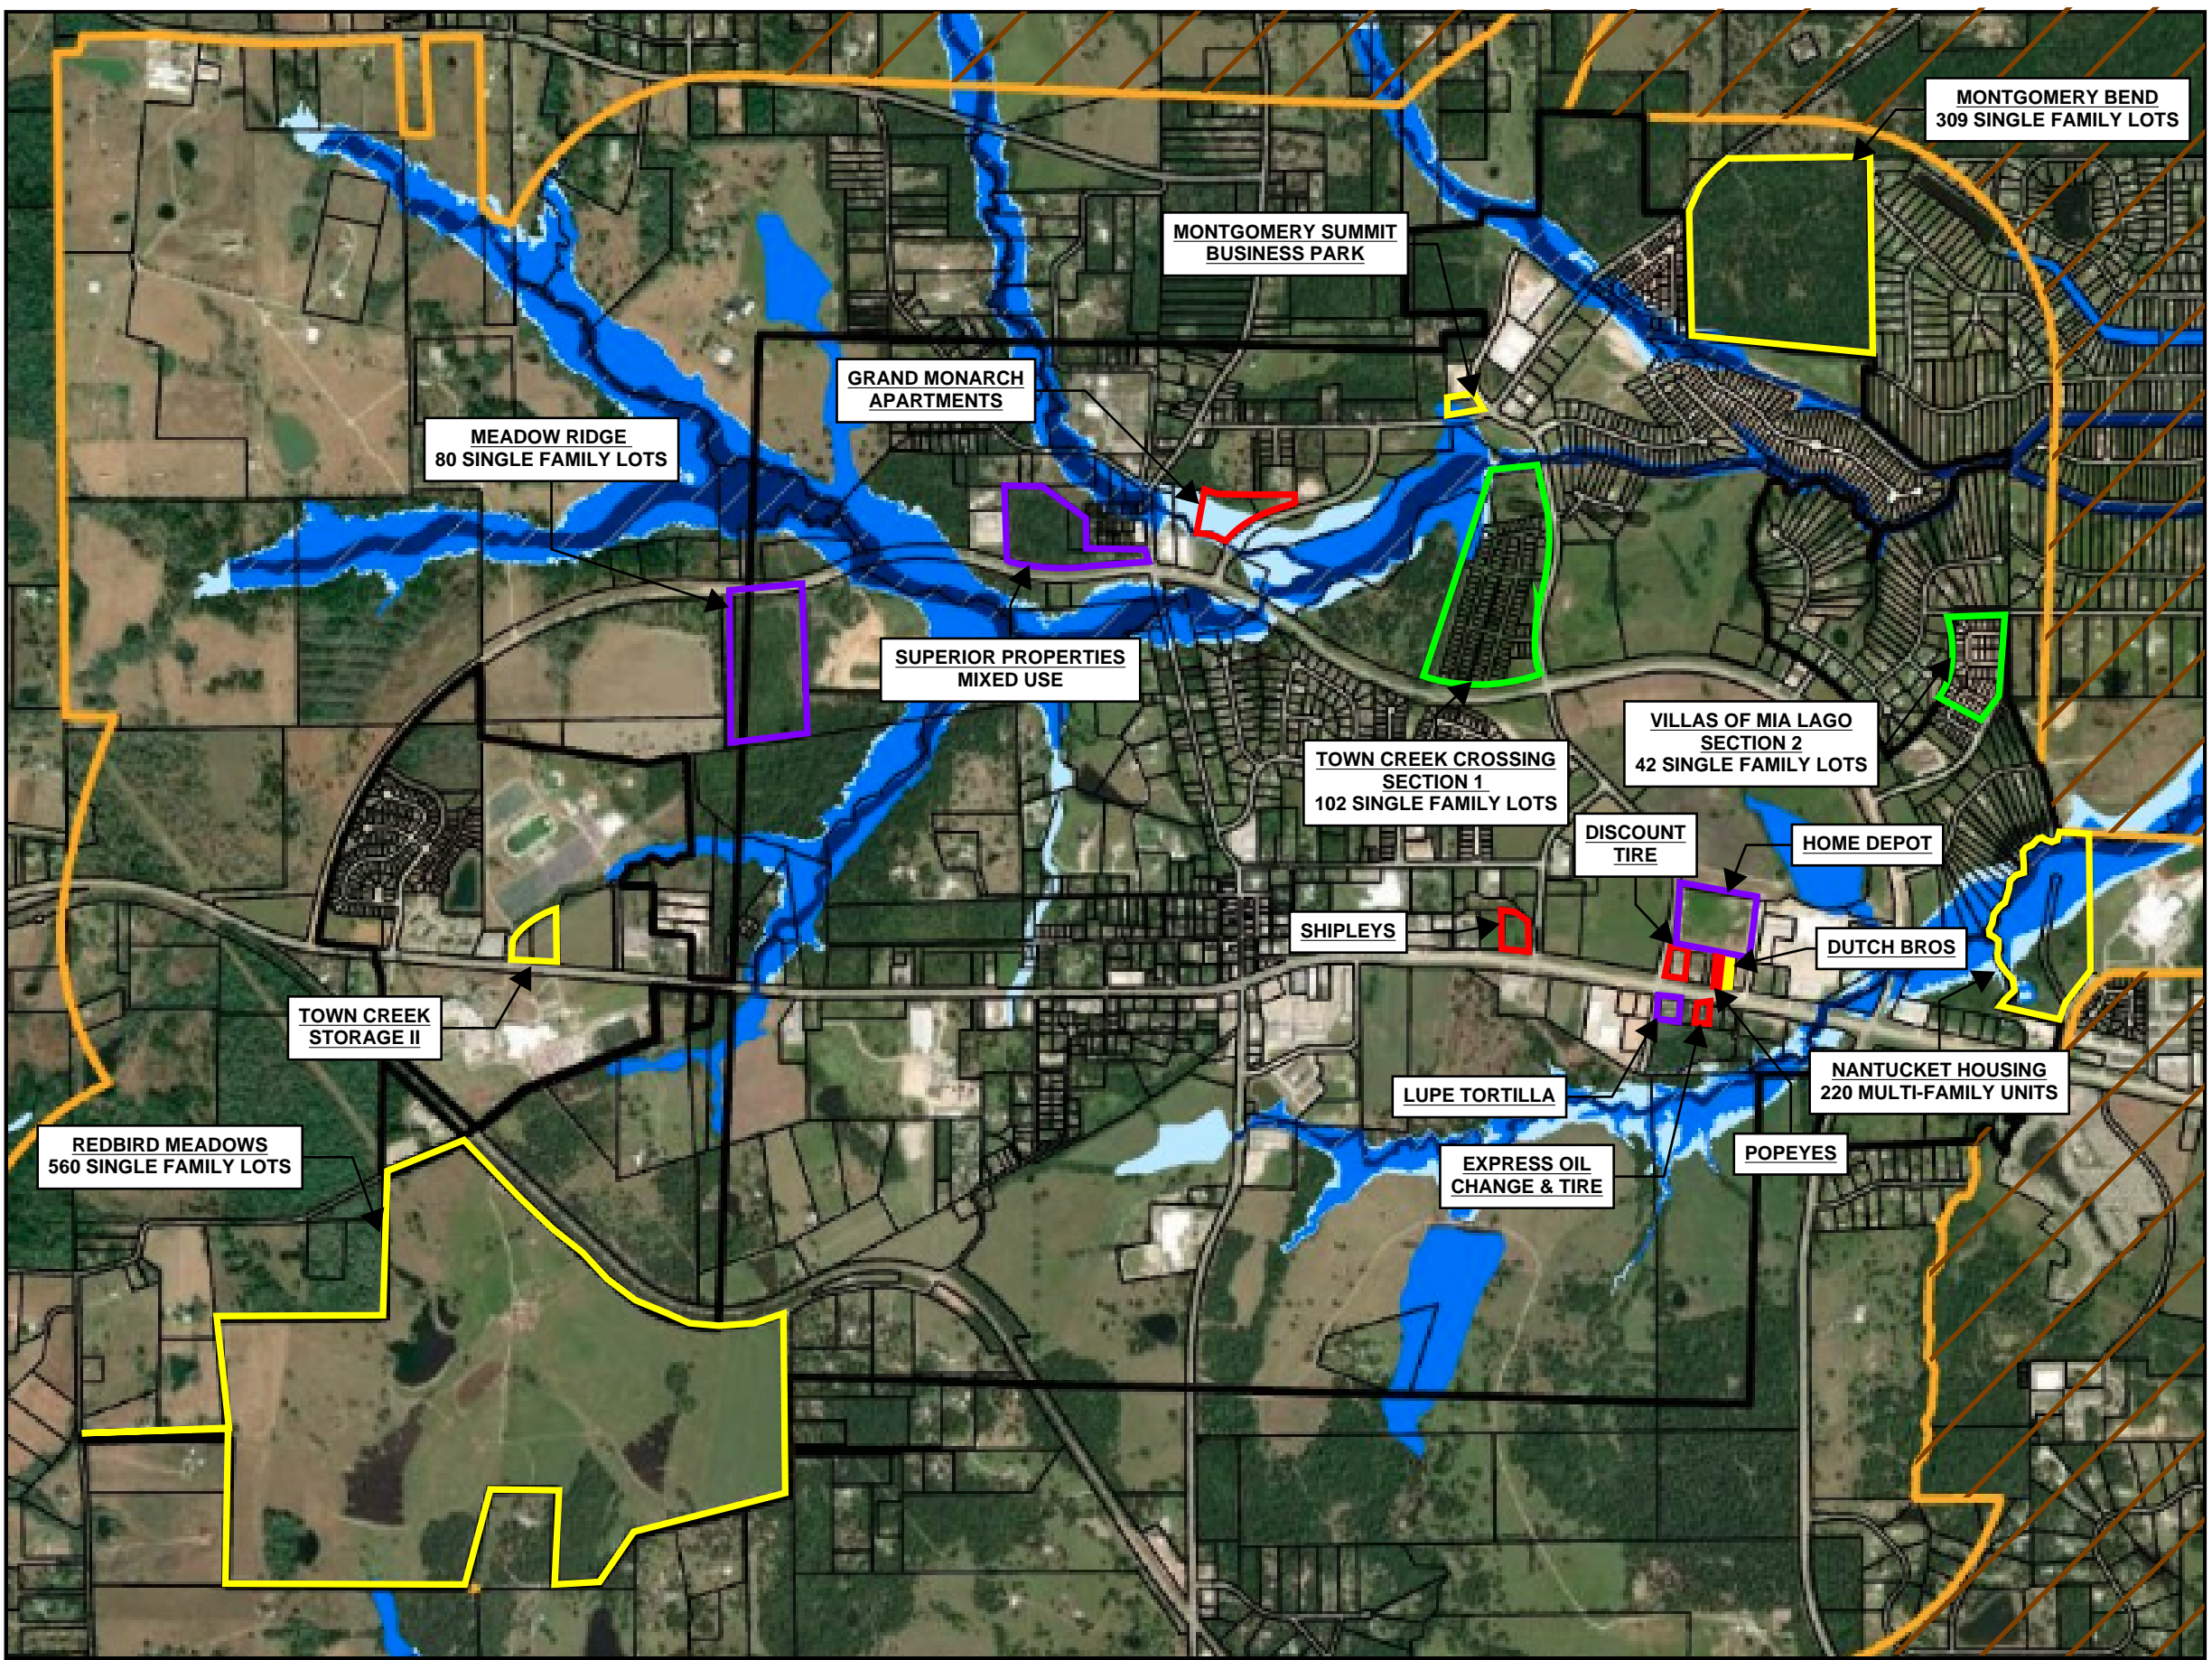 MONTGOMERY BEND
309 SINGLE FAMILY LOTS
MONTGOMERY SUMMIT
BUSINESS PARK
GRAND MONARCH
APARTMENTS
MEADOW RIDGE
80 SINGLE FAMILY LOTS
SUPERIOR PROPERTIES
MIXED USE
TOWN CREEK CROSSING
SECTION 1
102 SINGLE FAMILY LOTS
VILLAS OF MIA LAGO
SECTION 2
42 SINGLE FAMILY LOTS
DISCOUNT
TIRE
HOME DEPOT
SHIPLEYS
DUTCH BROS
TOWN CREEK
STORAGE II
LUPE TORTILLA
NANTUCKET HOUSING
220 MULTI-FAMILY UNITS
REDBIRD MEADOWS
560 SINGLE FAMILY LOTS
EXPRESS OIL
CHANGE & TIRE
POPEYES